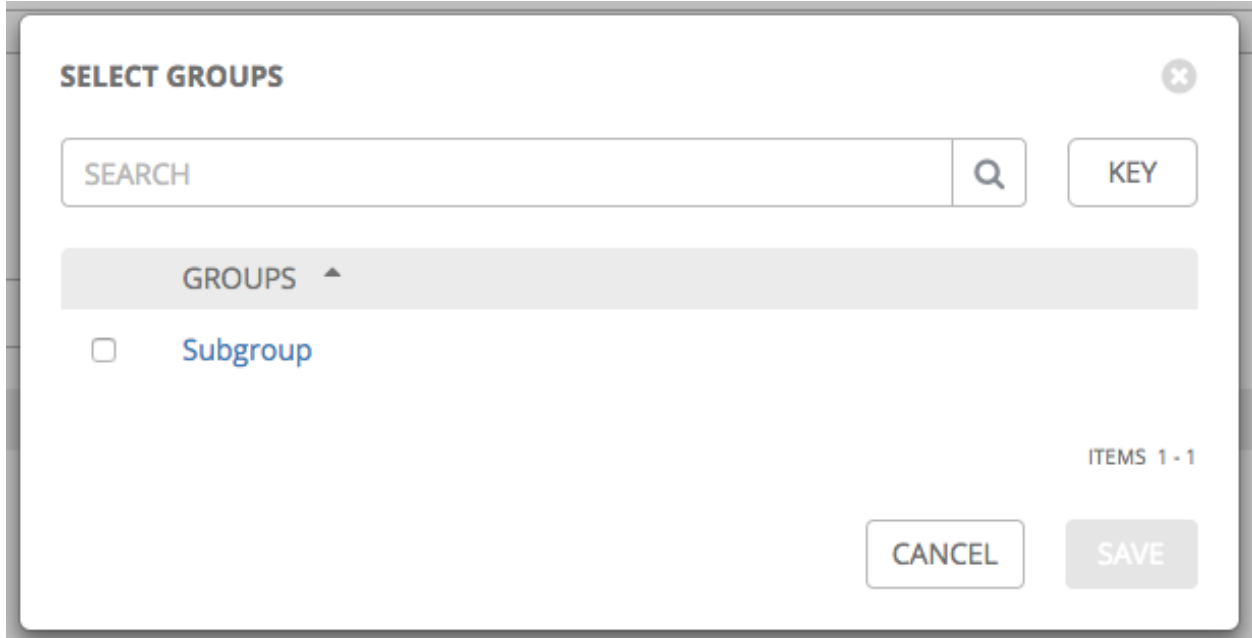 SELECT GROUPS
SEARCH
KEY
GROUPS
Subgroup
ITEMS 1 - 1
CANCEL
SAVE